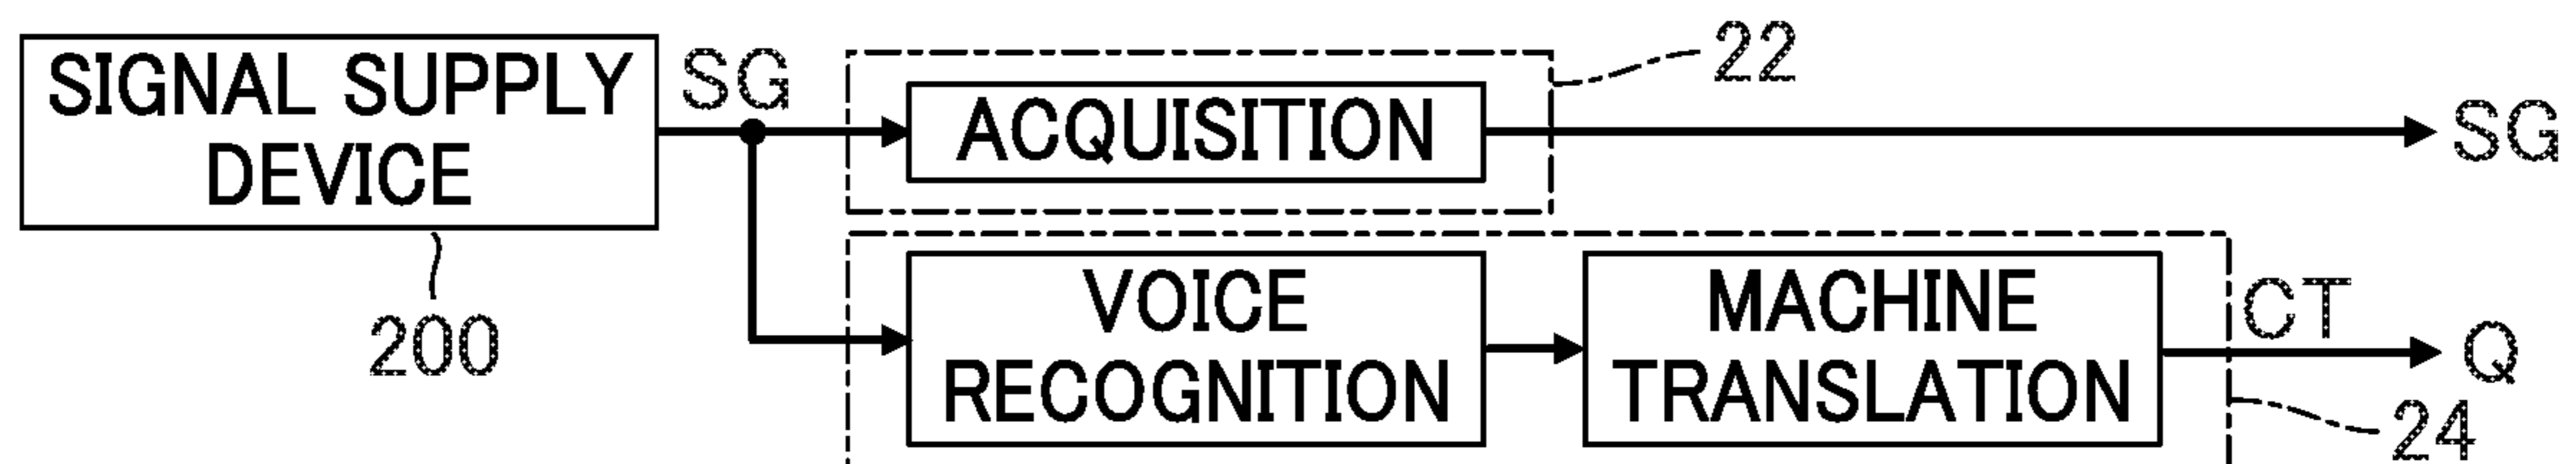 SIGNAL SUPPLY
DEVICE
200
SG
ACQUISITION
22
SG
VOICE
RECOGNITION
MACHINE
TRANSLATION
CT
Q
24